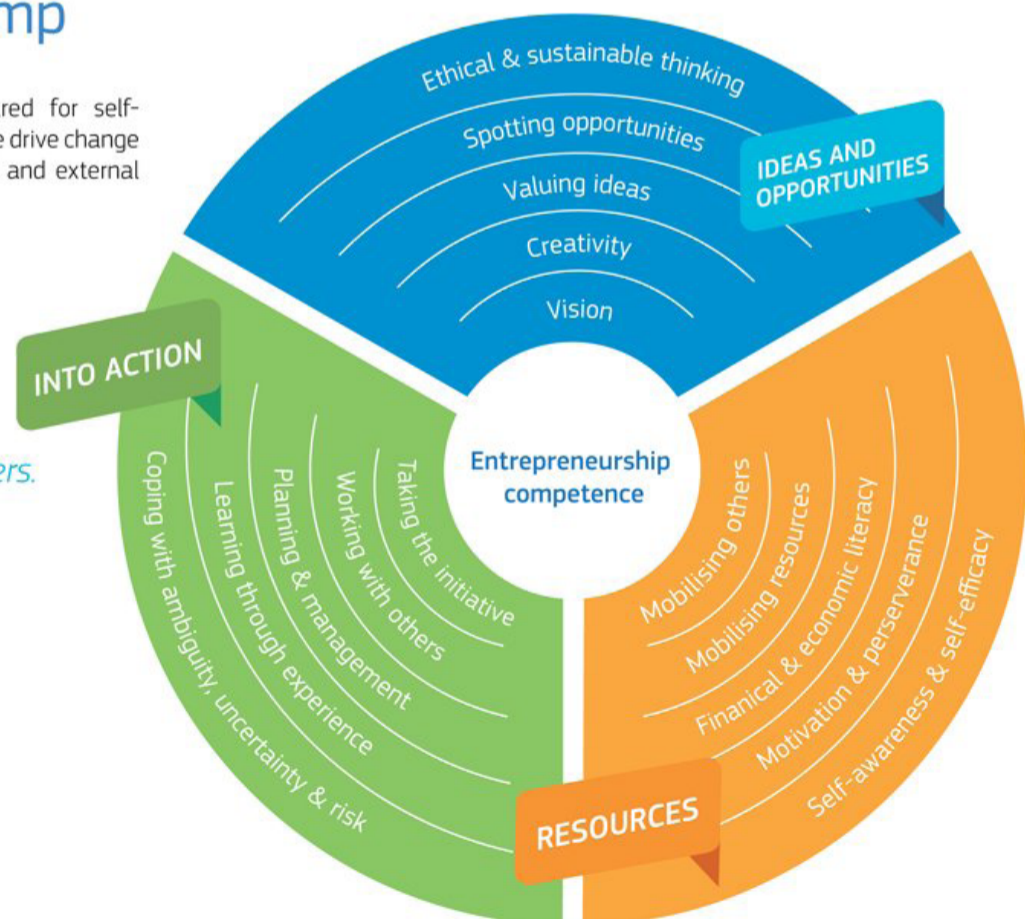 mp
red for self-
e drive change
and external
ers.
Ethical & sustainable thinking
Spotting opportunities
Valuing ideas
Creativity
Vision
IDEAS AND
OPPORTUNITIES
INTO ACTION
Coping with ambiguity, uncertainty & risk
Learning through experience
Planning & management
Working with others
Taking the initiative
Entrepreneurship
competence
Mobilising others
Mobilising resources
Finanical & economic literacy
Motivation & perserverance
Self-awareness & self-efficacy
RESOURCES